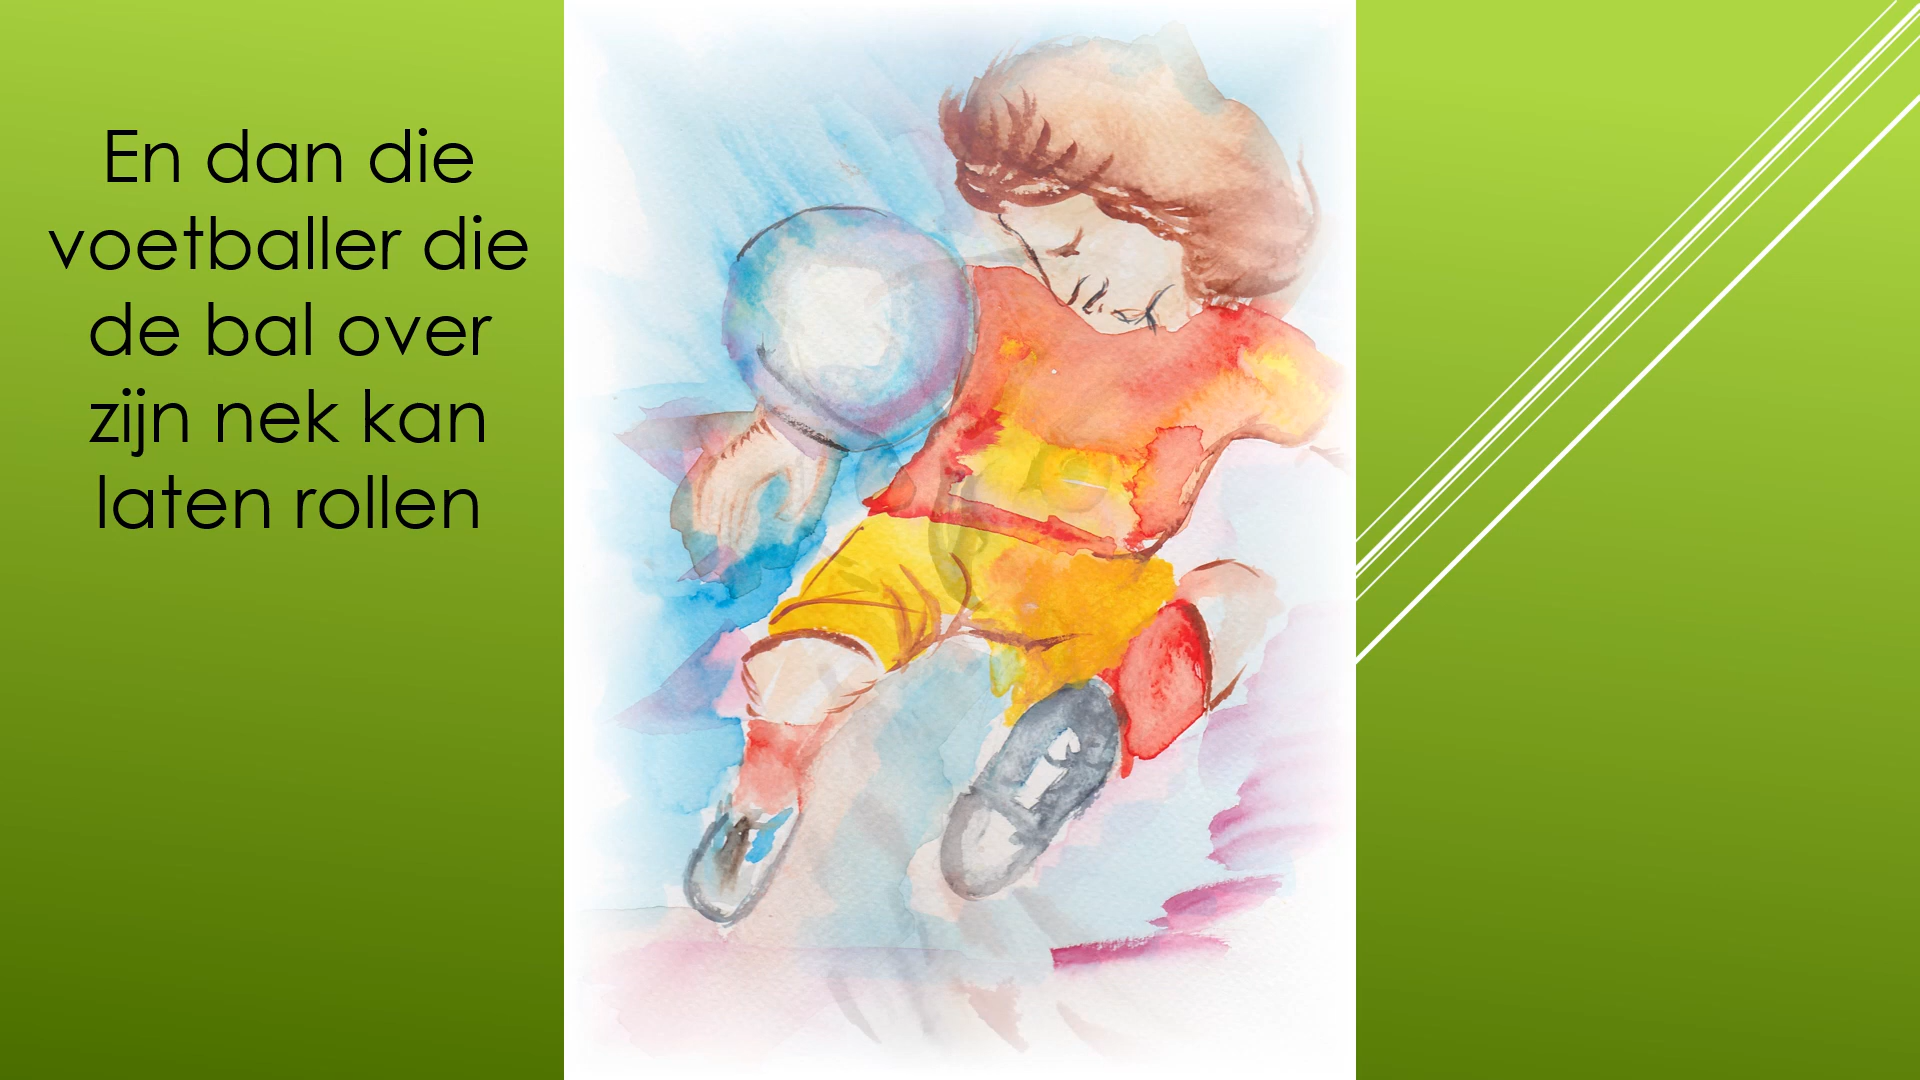 En dan die
voetballer die
de bal over
zijn nek kan
laten rollen